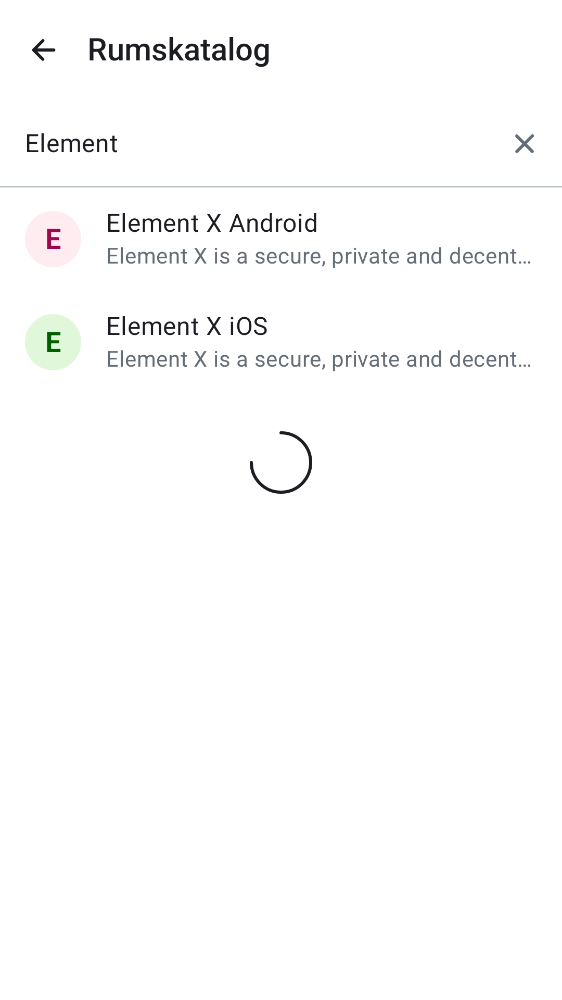 Rumskatalog
Element
E
Element X Android
Element X is a secure, private and decent…
E
Element X iOS
Element X is a secure, private and decent…